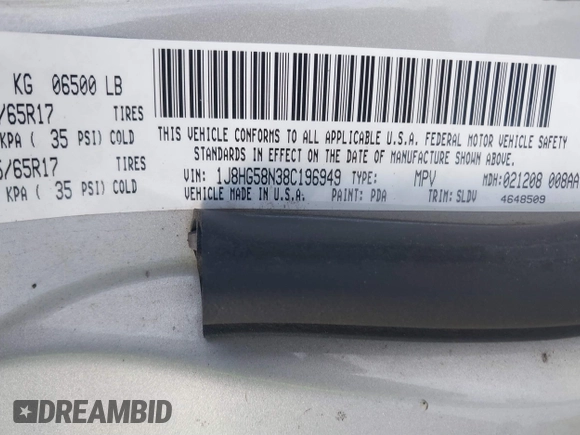 KG 06500 LB
/65R17 TIRES
KPA ( 35 PSI) COLD
/65R17 TIRES
KPA ( 35 PSI) COLD
THIS VEHICLE CONFORMS TO ALL APPLICABLE U.S.A. FEDERAL MOTOR VEHICLE SAFETY
STANDARDS IN EFFECT ON THE DATE OF MANUFACTURE SHOWN ABOVE.
VIN: 1J8HG58N38C196949 TYPE: MPV MDH: 021208 008AA
MADE IN U.S.A. PAINT: PDA TRIM: SLDV 4648509
DREAMBID